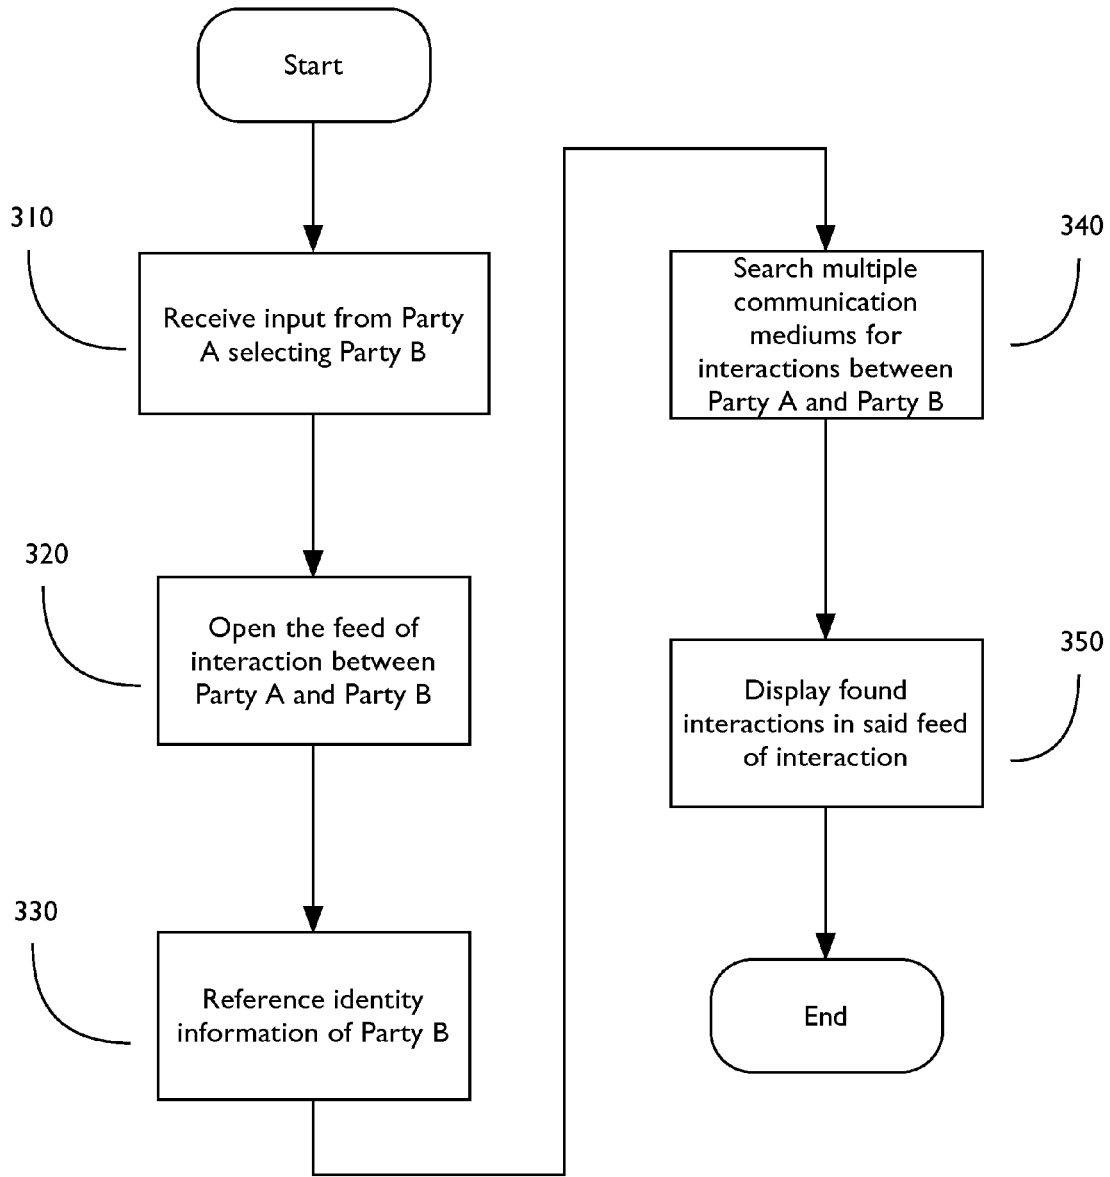 Start
310
Receive input from Party
A selecting Party B
320
Open the feed of
interaction between
Party A and Party B
330
Reference identity
information of Party B
340
Search multiple
communication
mediums for
interactions between
Party A and Party B
350
Display found
interactions in said feed
of interaction
End